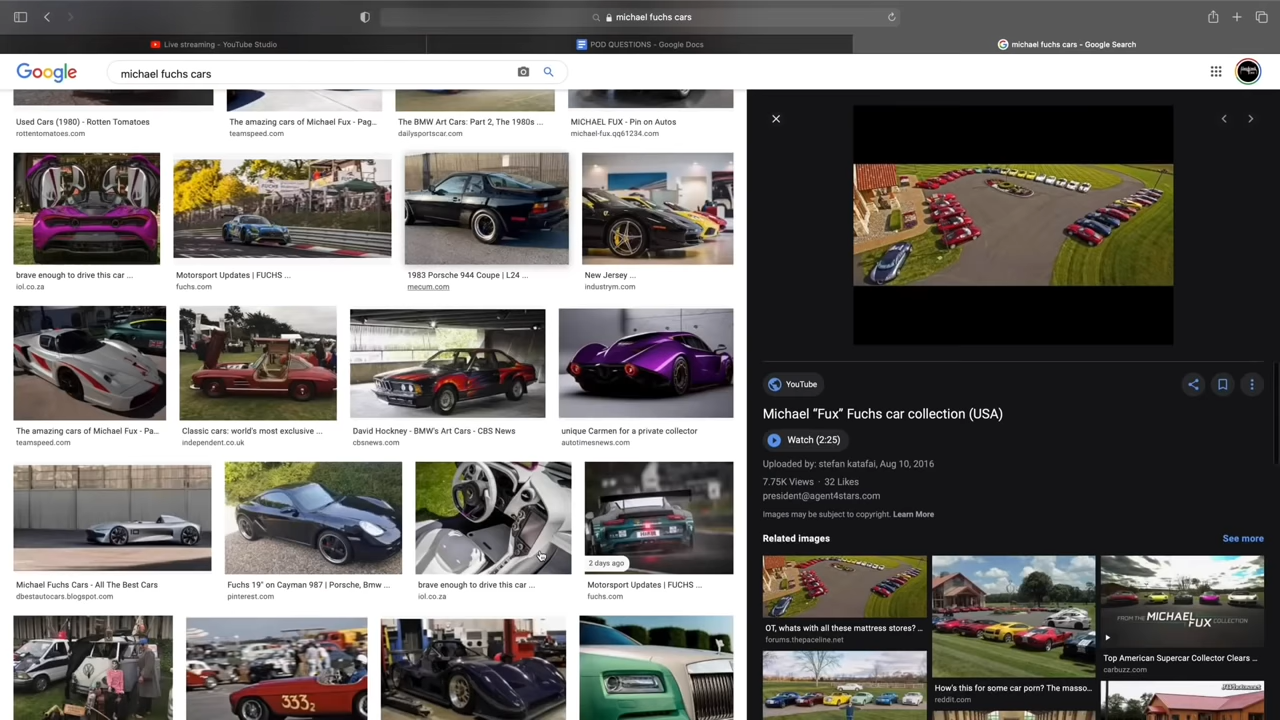 michael fuchs cars
Live streaming - YouTube Studio
POD QUESTIONS - Google Docs
michael fuchs cars - Google Search
Google
michael fuchs cars
Used Cars (1980) - Rotten Tomatoes
rottentomatoes.com
The amazing cars of Michael Fux - Pag...
teamspeed.com
The BMW Art Cars: Part 2, The 1980s ...
dailysportscar.com
MICHAEL FUX - Pin on Autos
michael-fux.qq61234.com
brave enough to drive this car ...
iol.co.za
FUCHS
Motorsport Updates | FUCHS ...
fuchs.com
1983 Porsche 944 Coupe | L24 ...
mecum.com
New Jersey ...
industrym.com
The amazing cars of Michael Fux - Pa...
teamspeed.com
Classic cars: world's most exclusive ...
independent.co.uk
David Hockney - BMW's Art Cars - CBS News
cbsnews.com
unique Carmen for a private collector
autotimesnews.com
Michael Fuchs Cars - All The Best Cars
dbestautocars.blogspot.com
Fuchs 19" on Cayman 987 | Porsche, Bmw ...
pinterest.com
brave enough to drive this car ...
iol.co.za
2 days ago
Motorsport Updates | FUCHS ...
fuchs.com
333
YouTube
Michael “Fux” Fuchs car collection (USA)
Watch (2:25)
Uploaded by: stefan katafai, Aug 10, 2016
7.75K Views · 32 Likes
president@agent4stars.com
Images may be subject to copyright. Learn More
Related images
See more
OT, whats with all these mattress stores? ...
forums.thepaceline.net
How's this for some car porn? The masso...
reddit.com
FROM THE MICHAEL FUX COLLECTION
Top American Supercar Collector Clears ...
carbuzz.com